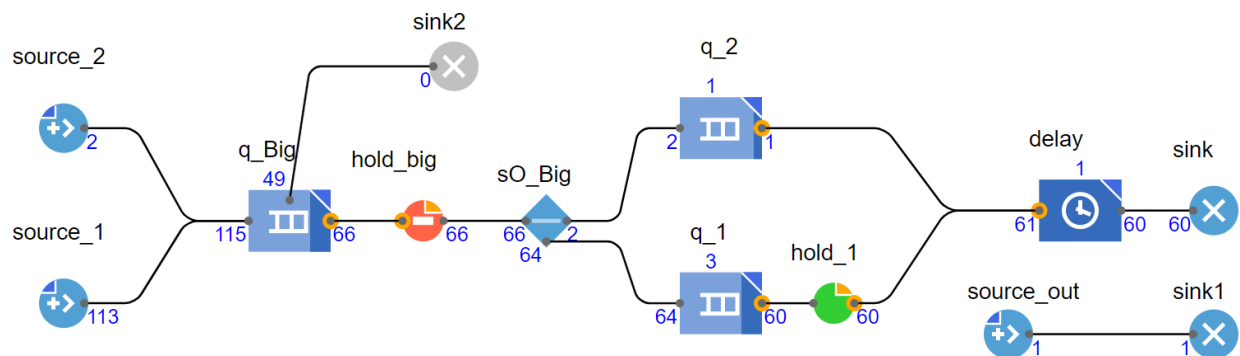 sink2
source_2
q_2
0
1
q_Big
hold_big
sO_Big
delay
sink
2
49
2
1
1
115
66
66
66
2
61
60
60
source_1
64
q_1
hold_1
3
source_out
sink1
113
64
60
60
1
1